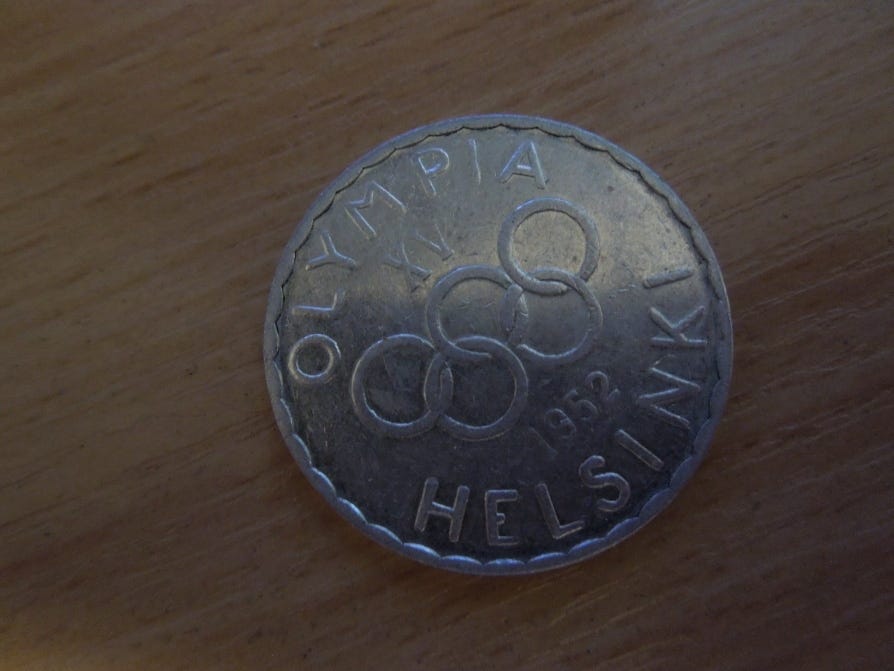 OLYMPIA
XV
1952
HELSINKI